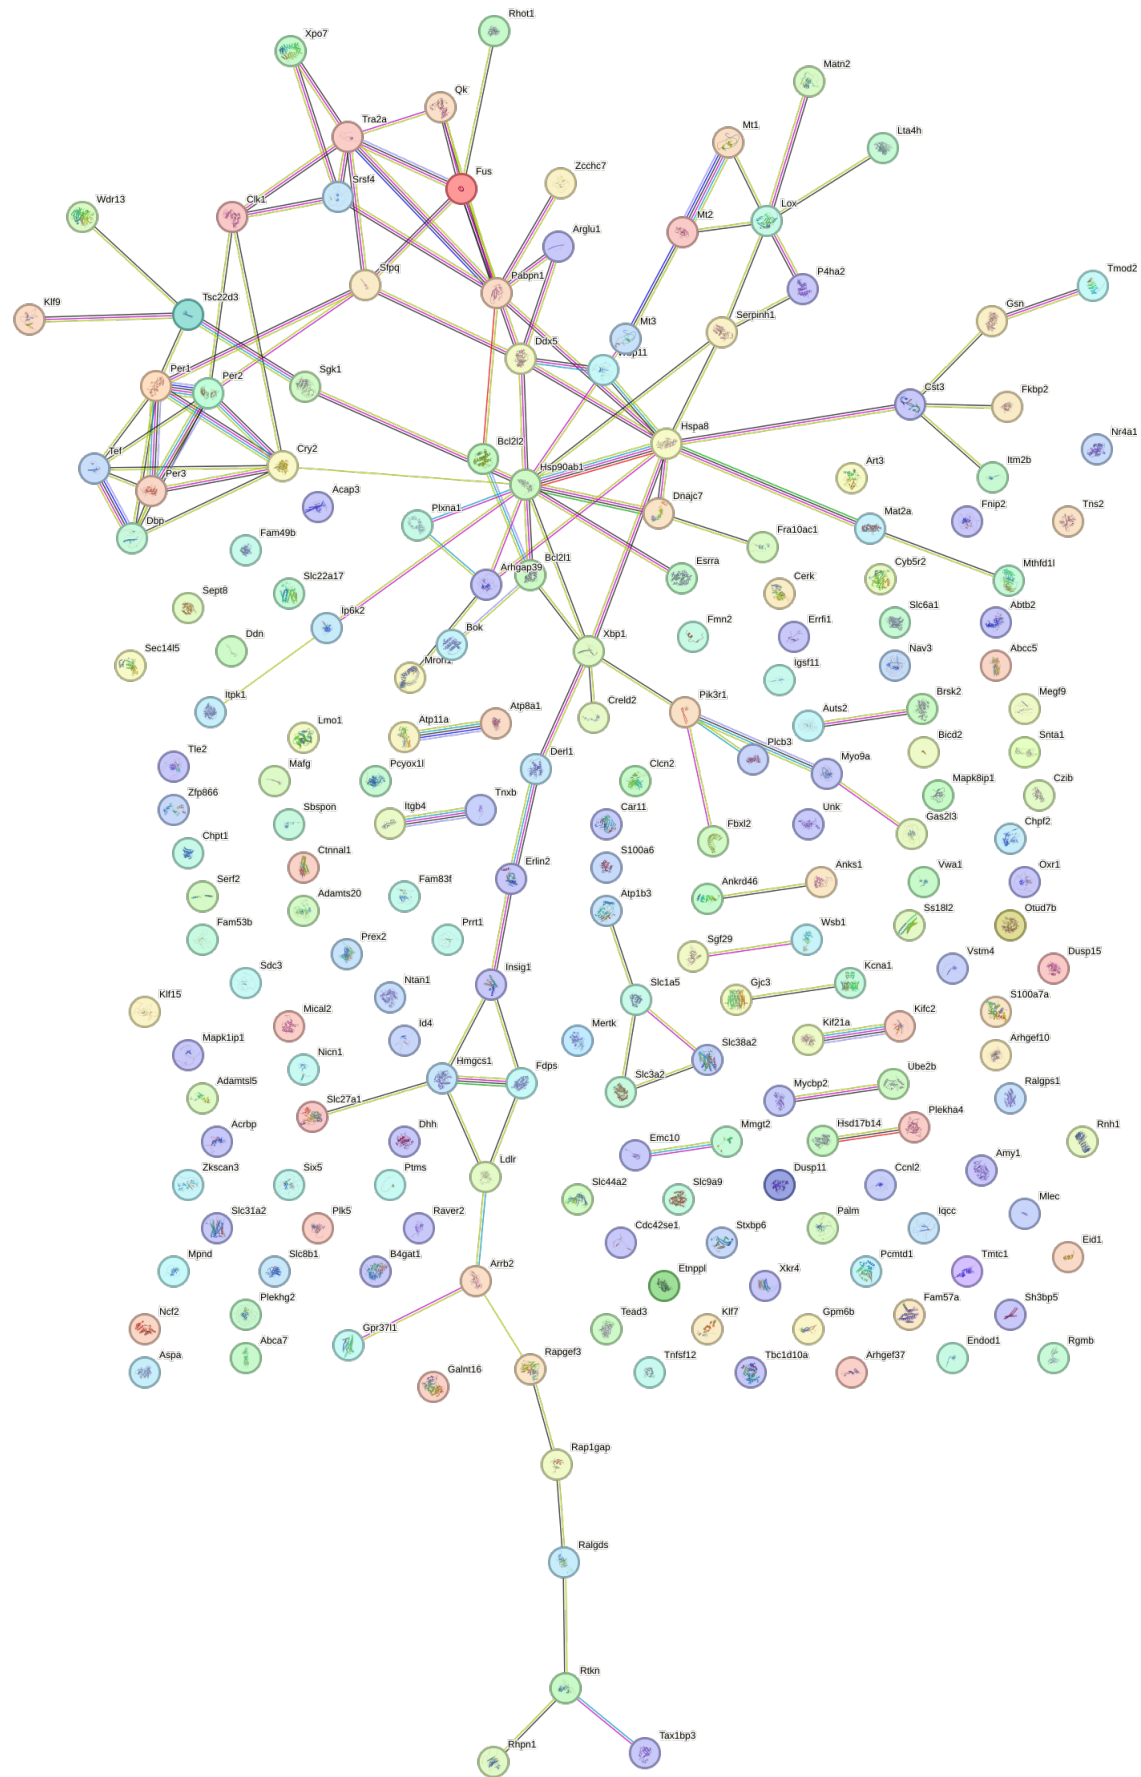 Rhot1
Xpo7
Matn2
Qk
Tra2a
Mt1
Lta4h
Fus
Zcchc7
Srsf4
Wdr13
Clk1
Lox
Mt2
Arglu1
P4ha2
Sfpq
Pabpn1
Tmod2
Gsn
Klf9
Tsc22d3
Mt3
Serpinh1
Ddx5
Per1
Per2
Sgk1
Cst3
Fkbp2
Hspa8
Nr4a1
Bcl2l2
Tef
Cry2
Itm2b
Art3
Per3
Hsp90ab1
Acap3
Dnajc7
Fnip2
Tns2
Plxna1
Mat2a
Dbp
Fra10ac1
Fam49b
Bcl2l1
Arhgap39
Esrra
Cyb5r2
Mthfd1l
Slc22a17
Cerk
Sept8
Slc6a1
Abtb2
Ip6k2
Fmn2
Errfi1
Ddn
Bok
Xbp1
Sec14l5
Nav3
Abcc5
Igsf11
Itpk1
Creld2
Pik3r1
Brsk2
Megf9
Atp8a1
Atp11a
Auts2
Lmo1
Bicd2
Snta1
Plcb3
Derl1
Tle2
Myo9a
Mafg
Pcyox1l
Clcn2
Mapk8ip1
Czib
Zfp866
Sbspon
Itgb4
Tnxb
Car11
Unk
Fbxl2
Gas2l3
Chpf2
Chpt1
Ctnnal1
S100a6
Erlin2
Anks1
Vwa1
Oxr1
Serf2
Fam83f
Ankrd46
Adamts20
Atp1b3
Ss18l2
Otud7b
Fam53b
Prrt1
Wsb1
Prex2
Sgf29
Vstm4
Dusp15
Sdc3
Insig1
Kcna1
Ntan1
Slc1a5
Gjc3
Klf15
S100a7a
Mical2
Kifc2
Mapk1ip1
Id4
Mertk
Kif21a
Arhgef10
Slc38a2
Nicn1
Hmgcs1
Fdps
Ube2b
Adamtsl5
Slc3a2
Mycbp2
Ralgps1
Slc27a1
Plekha4
Acrbp
Dhh
Mmgt2
Hsd17b14
Rnh1
Emc10
Zkscan3
Six5
Ptms
Ldlr
Amy1
Dusp11
Ccnl2
Slc44a2
Slc9a9
Mlec
Slc31a2
Plk5
Raver2
Palm
Iqcc
Cdc42se1
Stxbp6
Eid1
Mpnd
Slc8b1
B4gat1
Arrb2
Pcmtd1
Tmtc1
Etnppl
Xkr4
Plekhg2
Ncf2
Fam57a
Sh3bp5
Tead3
Klf7
Gpm6b
Gpr37l1
Aspa
Abca7
Endod1
Rgmb
Rapgef3
Galnt16
Tnfsf12
Tbc1d10a
Arhgef37
Rap1gap
Ralgds
Rtkn
Rhpn1
Tax1bp3